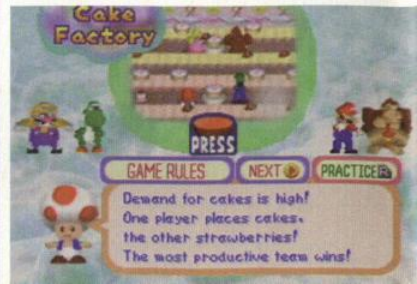 Cake
Factory
PRESS
GAME RULES
NEXT
PRACTICE R
Demand for cakes is high!
One player places cakes,
the other strawberries!
The most productive team wins!